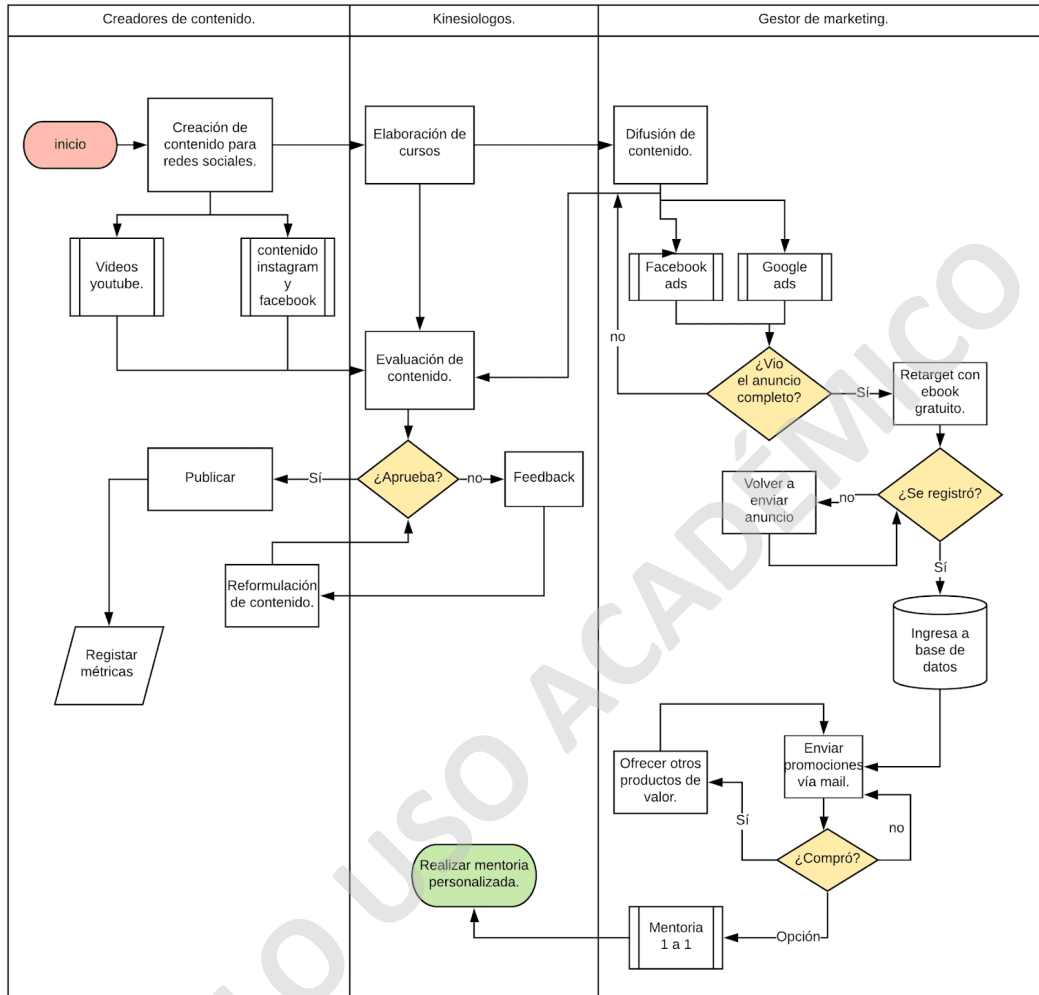 Creadores de contenido.
Kinesiologos.
Gestor de marketing.
inicio
Creación de
contenido para
redes sociales.
Elaboración de
cursos
Difusión de
contenido.
Videos
youtube.
contenido
instagram
y
facebook
Facebook
ads
Google
ads
no
Evaluación de
contenido.
¿Vio
el anuncio
completo?
Sí
Retarget con
ebook
gratuito.
Publicar
Sí
¿Aprueba?
no
Feedback
Volver a
enviar
anuncio
no
¿Se registró?
Sí
Reformulación
de contenido.
Registar
métricas
Ingresa a
base de
datos
Ofrecer otros
productos de
valor.
Enviar
promociones
vía mail.
Sí
no
¿Compró?
Realizar mentoria
personalizada.
Mentoria
1 a 1
Opción
LO USO ACADÉMICO